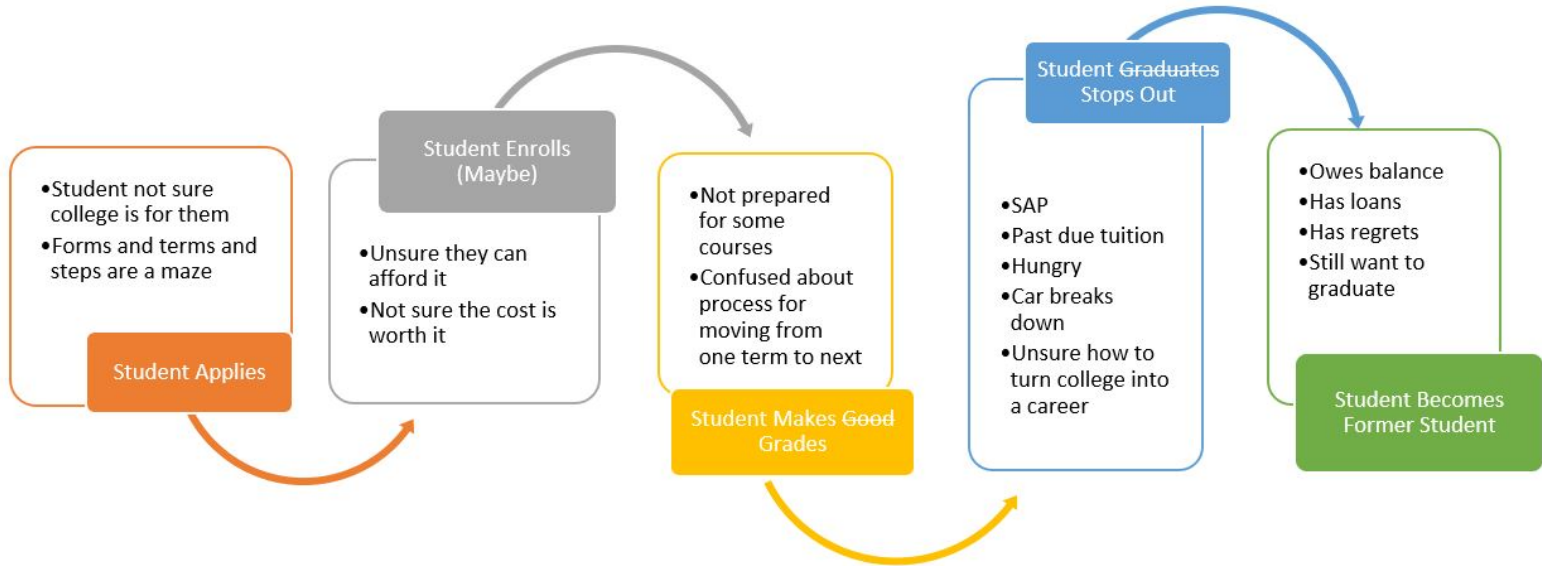 •Student not sure
college is for them
•Forms and terms and
steps are a maze
Student Applies
Student Enrolls
(Maybe)
•Unsure they can
afford it
•Not sure the cost is
worth it
•Not prepared
for some
courses
•Confused about
process for
moving from
one term to next
Student Makes Good
Grades
Student Graduates
Stops Out
•SAP
•Past due tuition
•Hungry
•Car breaks
down
•Unsure how to
turn college into
a career
•Owes balance
•Has loans
•Has regrets
•Still want to
graduate
Student Becomes
Former Student